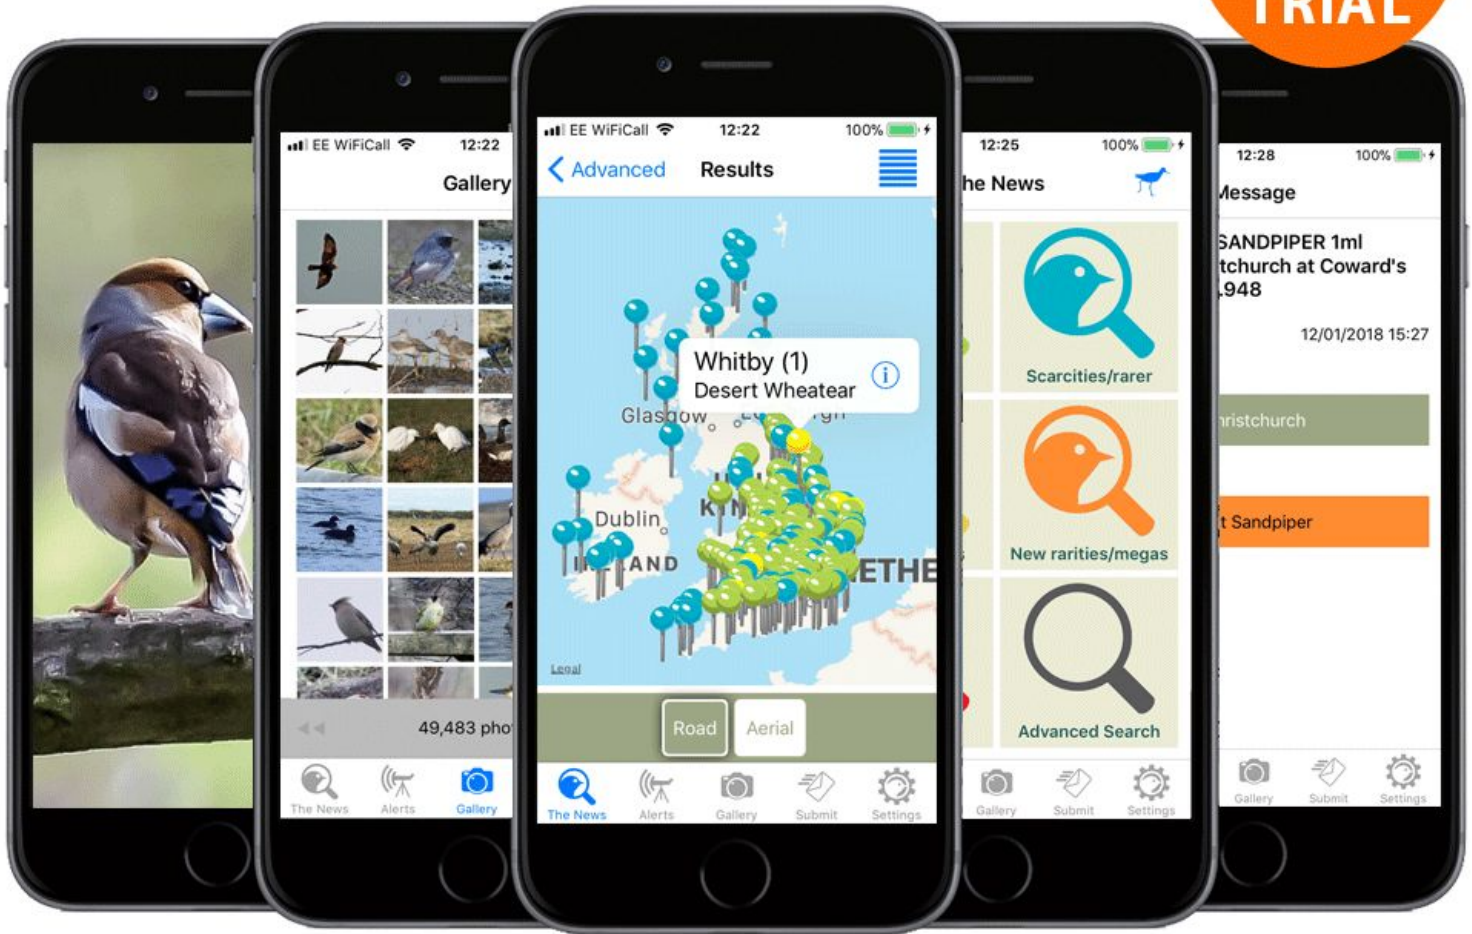 TRIAL
EE WiFiCall 12:22
Gallery
49,483 pho
The News Alerts Gallery
EE WiFiCall 12:22 100%
Advanced Results
Whitby (1)
Desert Wheatear
Glasgow
Dublin
ETHE
Legal
Road Aerial
The News Alerts Gallery Submit Settings
12:25 100%
he News
Scarcities/rarer
New rarities/megas
Advanced Search
Gallery Submit Settings
12:28 100%
Message
SANDPIPER 1ml
tchurch at Coward's
.948
12/01/2018 15:27
hristchurch
t Sandpiper
Gallery Submit Settings